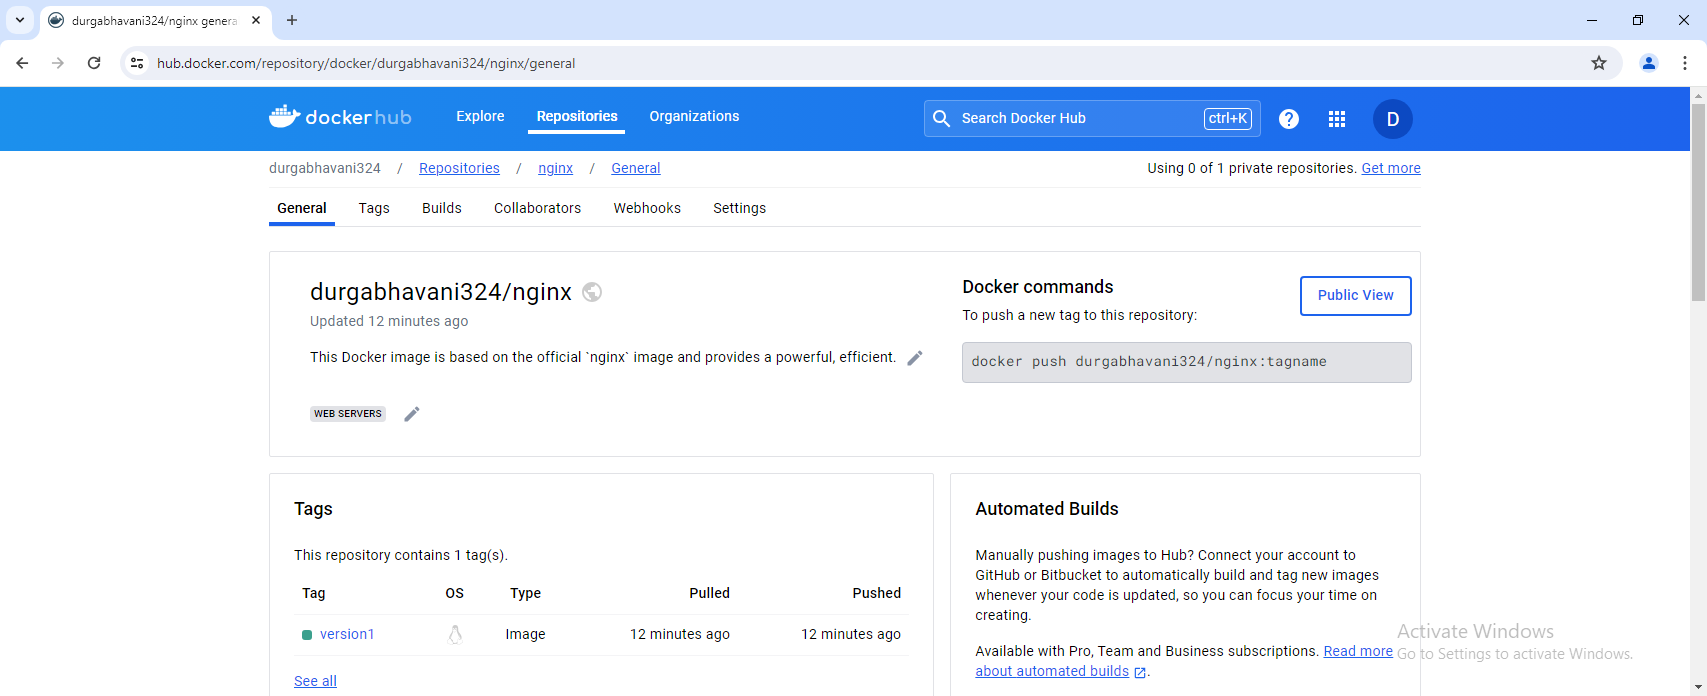 durgabhavani324/nginx genera
hub.docker.com/repository/docker/durgabhavani324/nginx/general
dockerhub Explore Repositories Organizations Search Docker Hub ctrl+K ? D
durgabhavani324 / Repositories / nginx / General Using 0 of 1 private repositories. Get more
General Tags Builds Collaborators Webhooks Settings
durgabhavani324/nginx
Updated 12 minutes ago
This Docker image is based on the official `nginx` image and provides a powerful, efficient.
WEB SERVERS
Docker commands
Public View
To push a new tag to this repository:
docker push durgabhavani324/nginx:tagname
Tags
This repository contains 1 tag(s).
Tag OS Type Pulled Pushed
version1 Image 12 minutes ago 12 minutes ago
See all
Automated Builds
Manually pushing images to Hub? Connect your account to
GitHub or Bitbucket to automatically build and tag new images
whenever your code is updated, so you can focus your time on
creating.
Available with Pro, Team and Business subscriptions. Read more
about automated builds .
Activate Windows
Go to Settings to activate Windows.